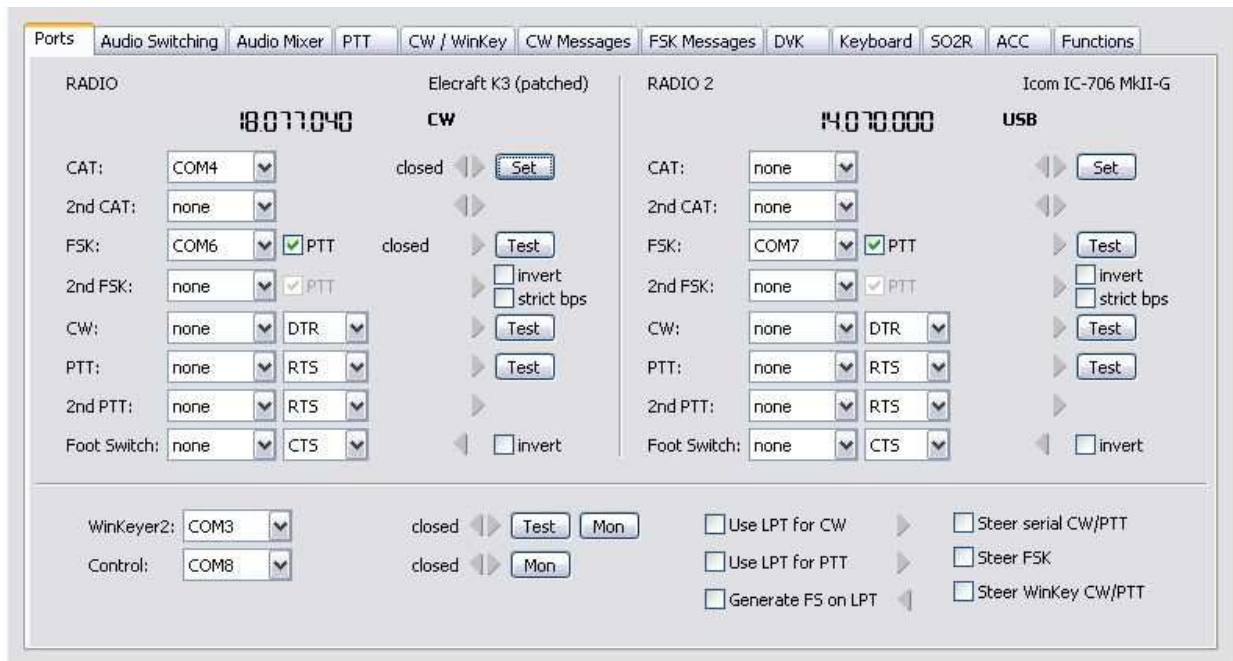 Ports Audio Switching Audio Mixer PTT CW / WinKey CW Messages FSK Messages DVK Keyboard SO2R ACC Functions
RADIO Elecraft K3 (patched) RADIO 2 Icom IC-706 MkII-G
18.077.040 CW 14.070.000 USB
CAT: COM4 closed Set CAT: none Set
2nd CAT: none 2nd CAT: none
FSK: COM6 PTT closed Test FSK: COM7 PTT Test
2nd FSK: none PTT invert 2nd FSK: none PTT invert
strict bps strict bps
CW: none DTR Test CW: none DTR Test
PTT: none RTS Test PTT: none RTS Test
2nd PTT: none RTS 2nd PTT: none RTS
Foot Switch: none CTS invert Foot Switch: none CTS invert
WinKeyer2: COM3 closed Test Mon Use LPT for CW Steer serial CW/PTT
Control: COM8 closed Mon Use LPT for PTT Steer FSK
Generate FS on LPT Steer WinKey CW/PTT